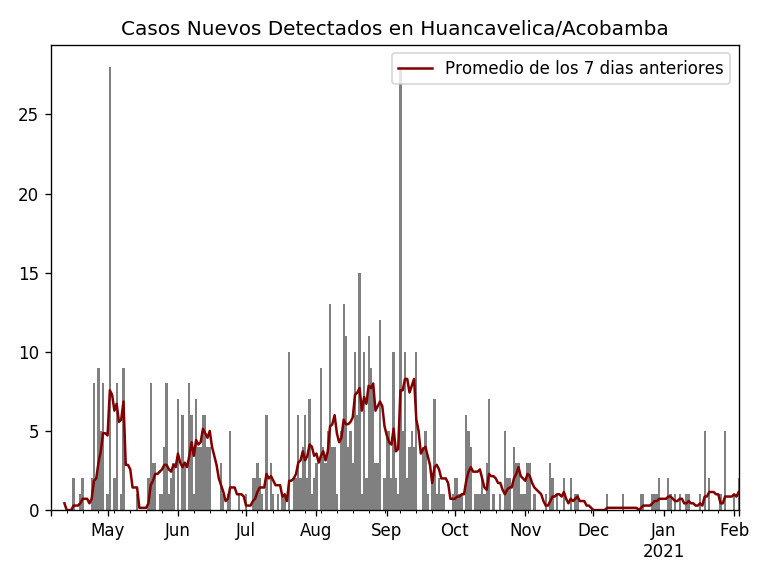 Casos Nuevos Detectados en Huancavelica/Acobamba
Promedio de los 7 dias anteriores
25
20
15
10
5
0
May Jun Jul Aug Sep Oct Nov Dec Jan Feb
2021